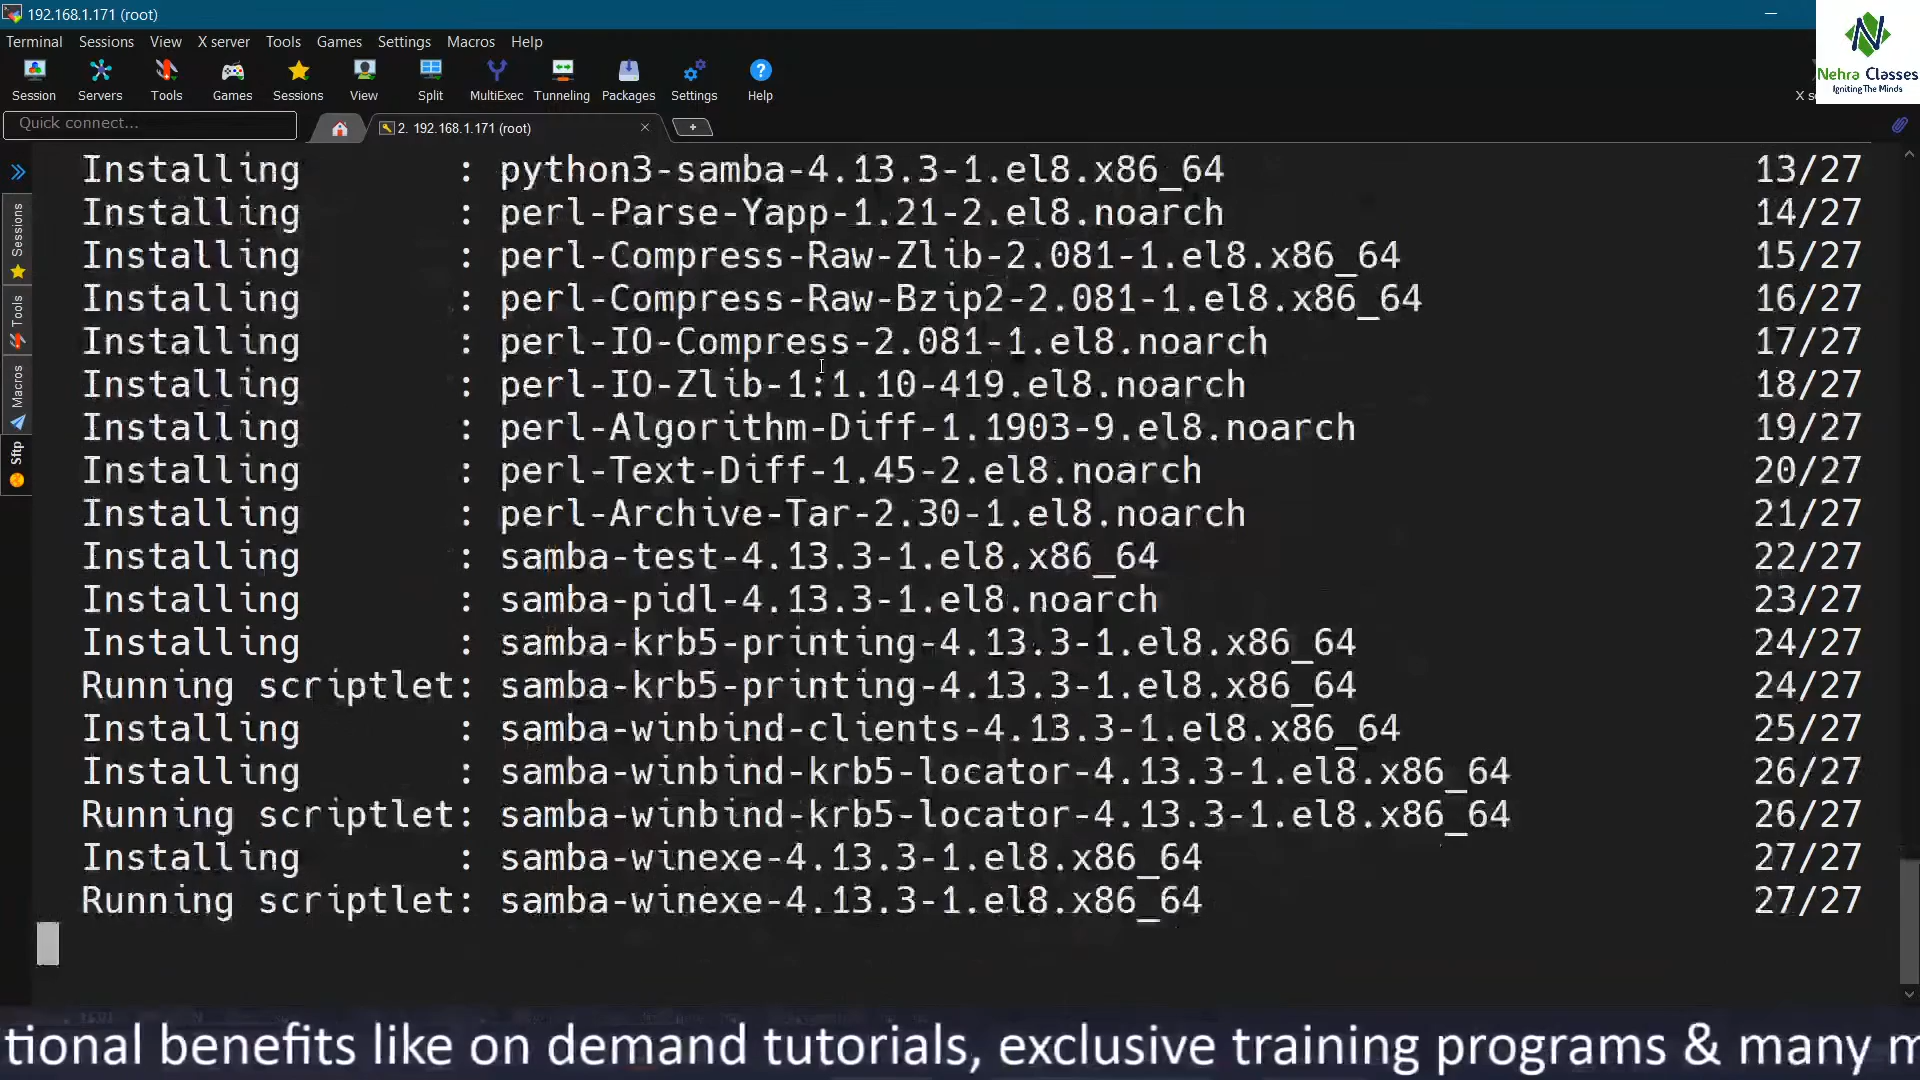 192.168.1.171 (root)
Terminal Sessions View X server Tools Games Settings Macros Help
Session Servers Tools Games Sessions View Split MultiExec Tunneling Packages Settings Help
X se
Nehra Classes
Igniting The Minds
Quick connect...
2. 192.168.1.171 (root)
Sessions
Tools
Macros
Sftp
Installing : python3-samba-4.13.3-1.el8.x86_64 13/27
Installing : perl-Parse-Yapp-1.21-2.el8.noarch 14/27
Installing : perl-Compress-Raw-Zlib-2.081-1.el8.x86_64 15/27
Installing : perl-Compress-Raw-Bzip2-2.081-1.el8.x86_64 16/27
Installing : perl-IO-Compress-2.081-1.el8.noarch 17/27
Installing : perl-IO-Zlib-1:1.10-419.el8.noarch 18/27
Installing : perl-Algorithm-Diff-1.1903-9.el8.noarch 19/27
Installing : perl-Text-Diff-1.45-2.el8.noarch 20/27
Installing : perl-Archive-Tar-2.30-1.el8.noarch 21/27
Installing : samba-test-4.13.3-1.el8.x86_64 22/27
Installing : samba-pidl-4.13.3-1.el8.noarch 23/27
Installing : samba-krb5-printing-4.13.3-1.el8.x86_64 24/27
Running scriptlet: samba-krb5-printing-4.13.3-1.el8.x86_64 24/27
Installing : samba-winbind-clients-4.13.3-1.el8.x86_64 25/27
Installing : samba-winbind-krb5-locator-4.13.3-1.el8.x86_64 26/27
Running scriptlet: samba-winbind-krb5-locator-4.13.3-1.el8.x86_64 26/27
Installing : samba-winexe-4.13.3-1.el8.x86_64 27/27
Running scriptlet: samba-winexe-4.13.3-1.el8.x86_64 27/27
tional benefits like on demand tutorials, exclusive training programs & many m